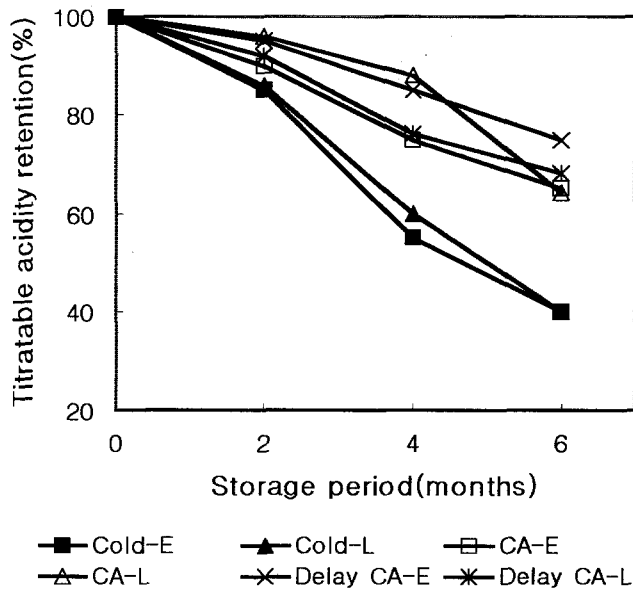 Titratable acidity retention(%)
100
80
60
40
20
0 2 4 6
Storage period(months)
Cold-E Cold-L CA-E
CA-L Delay CA-E Delay CA-L